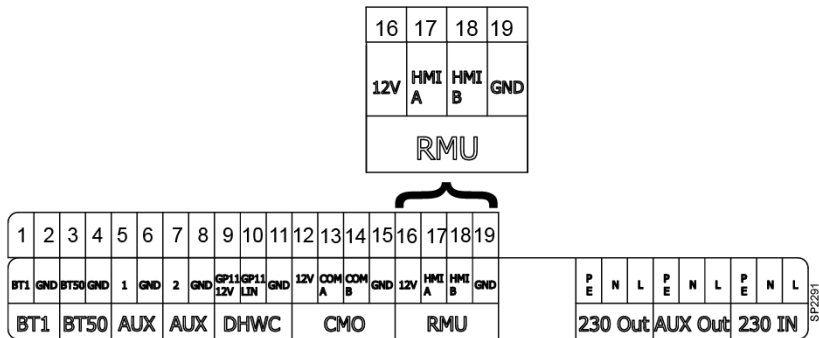 16 17 18 19
12V HMI A HMI B GND
RMU
1 2 3 4 5 6 7 8 9 10 11 12 13 14 15 16 17 18 19
BT1 GND BT50 GND 1 GND 2 GND GP11 12V GP11 LIN GND 12V COM A COM B GND 12V HMI A HMI B GND PE N L PE N L PE N L
BT1 BT50 AUX AUX DHWC CMO RMU 230 Out AUX Out 230 IN
SP2291